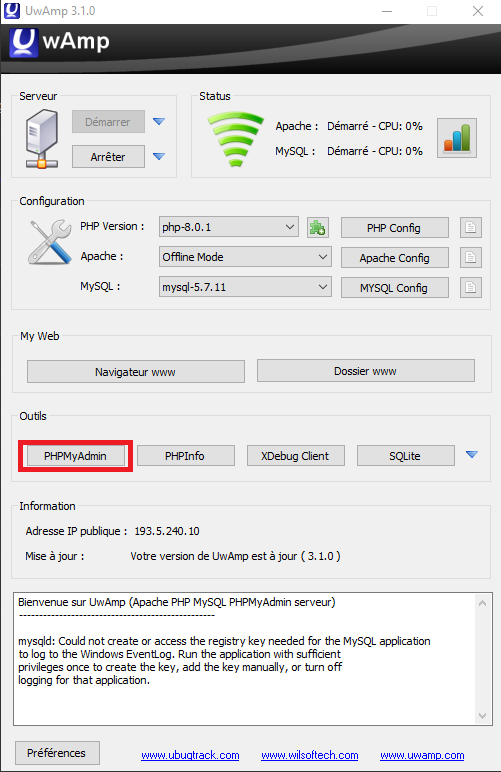 UwAmp 3.1.0
UwAmp
Serveur
Démarrer
Arrêter
Status
Apache : Démarré - CPU: 0%
MySQL : Démarré - CPU: 0%
Configuration
PHP Version : php-8.0.1 PHP Config
Apache : Offline Mode Apache Config
MySQL : mysql-5.7.11 MYSQL Config
My Web
Navigateur www Dossier www
Outils
PHPMyAdmin PHPInfo XDebug Client SQLite
Information
Adresse IP publique : 193.5.240.10
Mise à jour : Votre version de UwAmp est à jour ( 3.1.0 )
Bienvenue sur UwAmp (Apache PHP MySQL PHPMyAdmin serveur)
-------------------------------------------------
mysqld: Could not create or access the registry key needed for the MySQL application
to log to the Windows EventLog. Run the application with sufficient
privileges once to create the key, add the key manually, or turn off
logging for that application.
Préférences www.ubugtrack.com www.wilsoftech.com www.uwamp.com